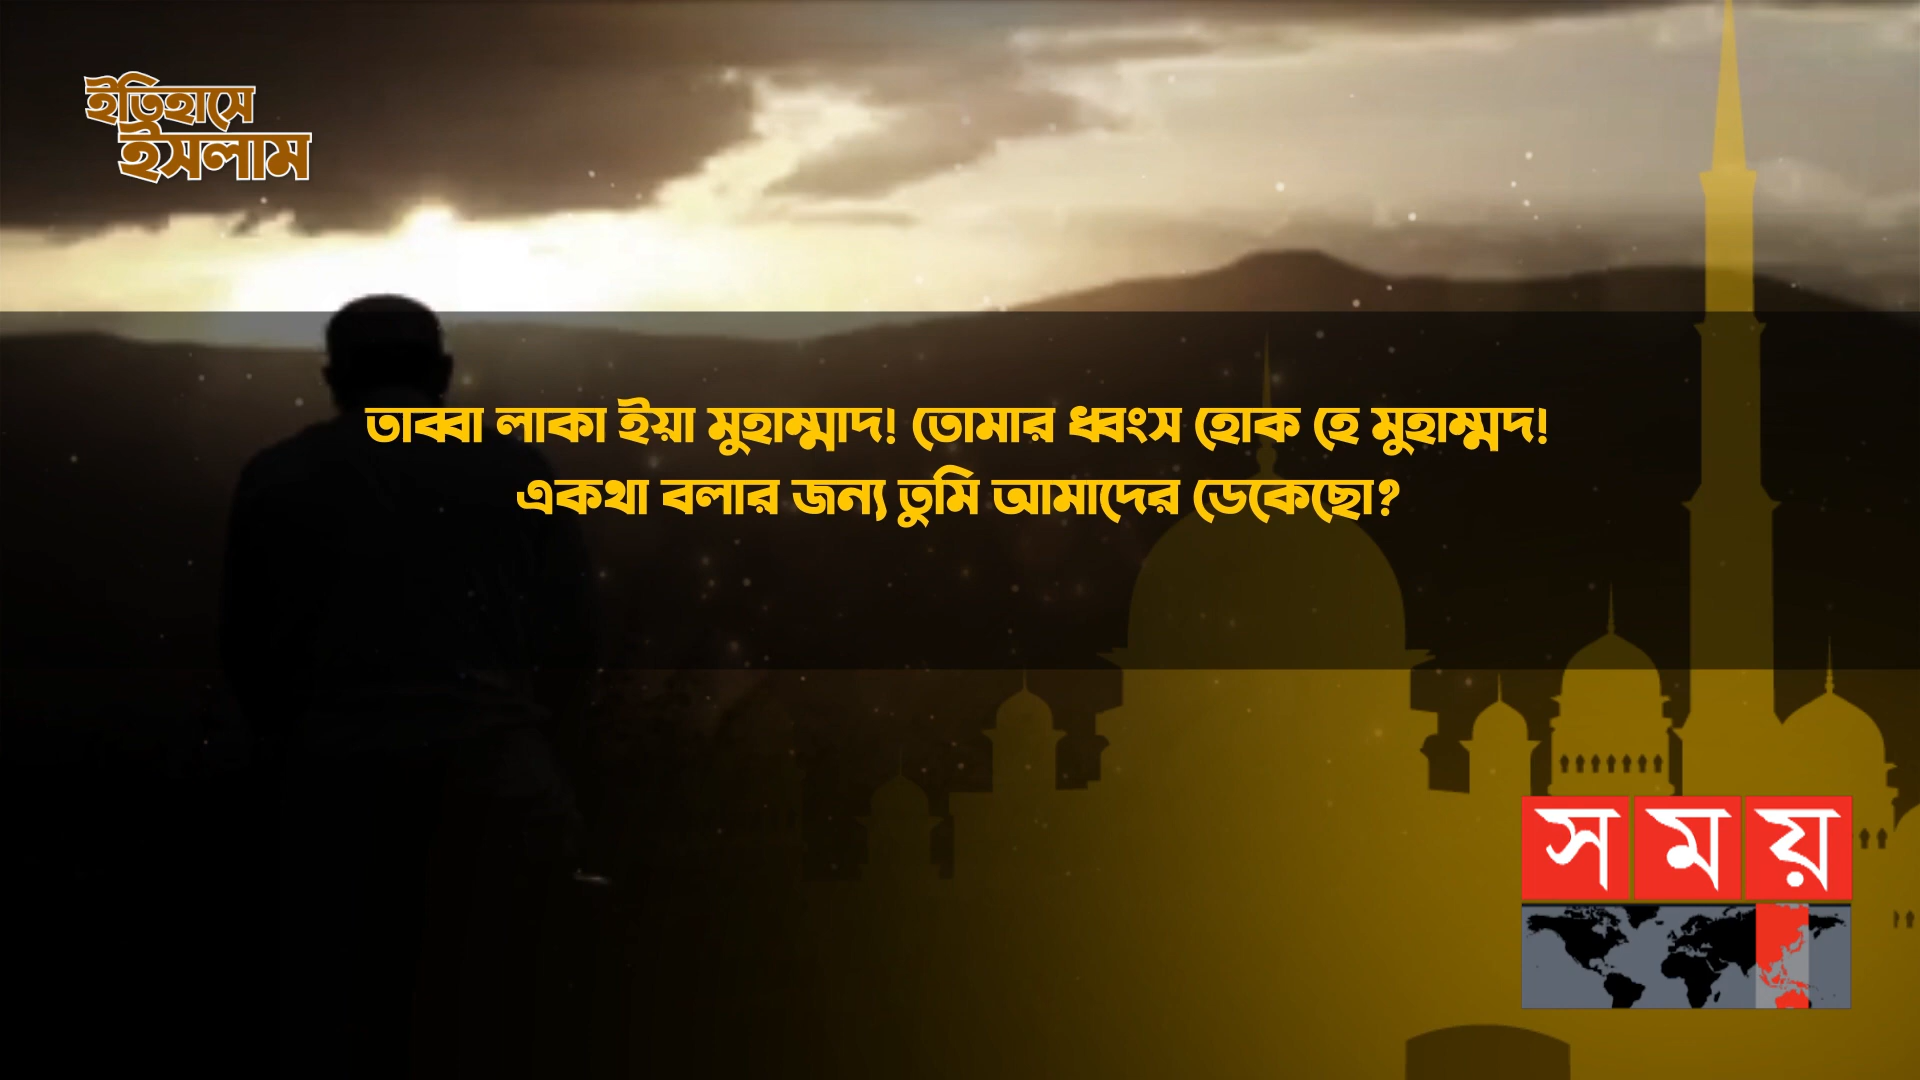 ইতিহাসে
ইসলাম
তাব্বা লাকা ইয়া মুহাম্মাদ! তোমার ধ্বংস হোক হে মুহাম্মদ!
একথা বলার জন্য তুমি আমাদের ডেকেছো?
সময়